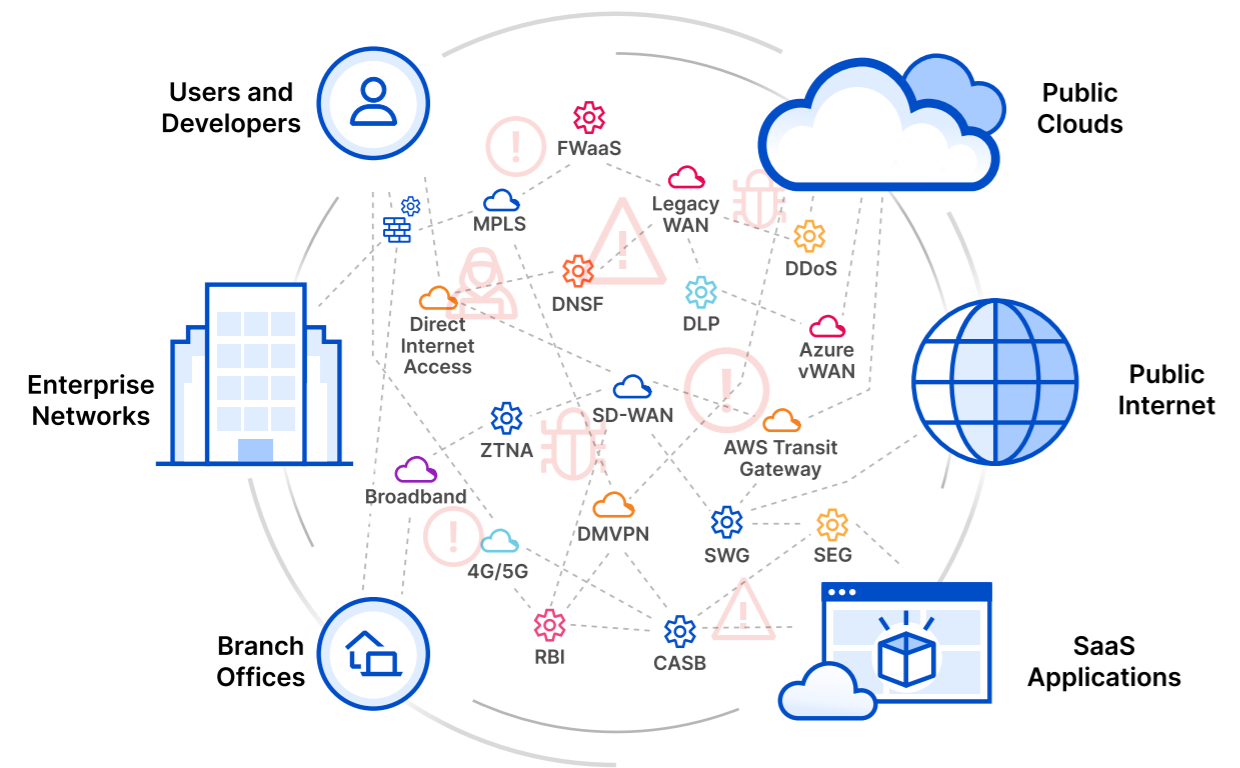 Users and
Developers
Public
Clouds
FWaaS
Legacy
WAN
MPLS
DDoS
DNSF
DLP
Direct
Internet
Access
Azure
vWAN
Enterprise
Networks
Public
Internet
SD-WAN
ZTNA
AWS Transit
Gateway
Broadband
DMVPN
SWG
SEG
4G/5G
RBI
CASB
Branch
Offices
SaaS
Applications